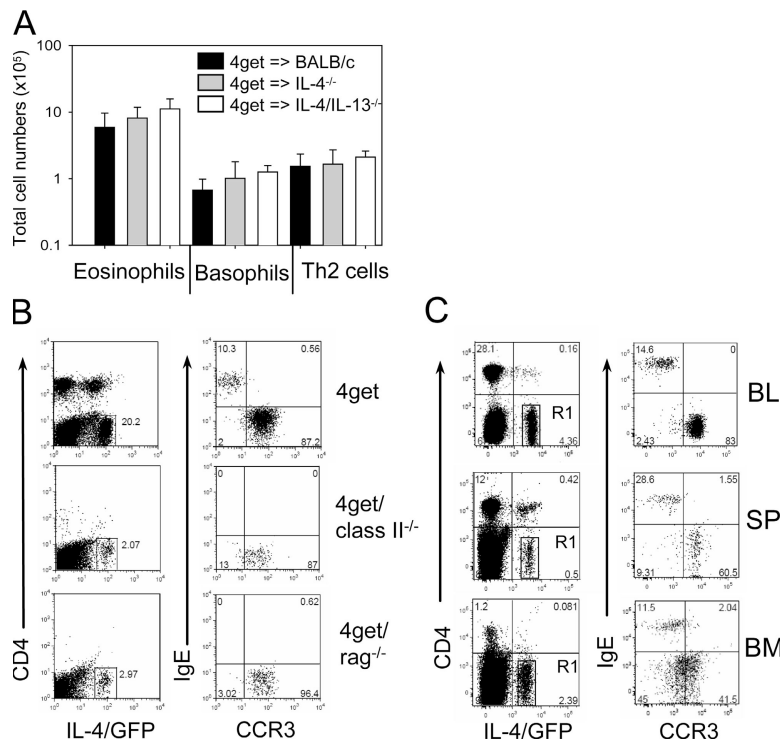 A
Total cell numbers (x10⁵)
100
10
1
0.1
4get => BALB/c
4get => IL-4-/-
4get => IL-4/IL-13-/-
Eosinophils
Basophils
Th2 cells
B
20.2
10.3 0.56
2 87.2
4get
2.07
0 0
13 87
4get/
class II-/-
2.97
0 0.62
3.02 96.4
4get/
rag-/-
CD4
IgE
IL-4/GFP
CCR3
C
28.1 0.16
R1
4.36
14.6 0
2.43 83
BL
12 0.42
R1
0.5
28.6 1.55
9.31 60.5
SP
1.2 0.081
R1
2.39
11.5 2.04
45 41.5
BM
CD4
IgE
IL-4/GFP
CCR3